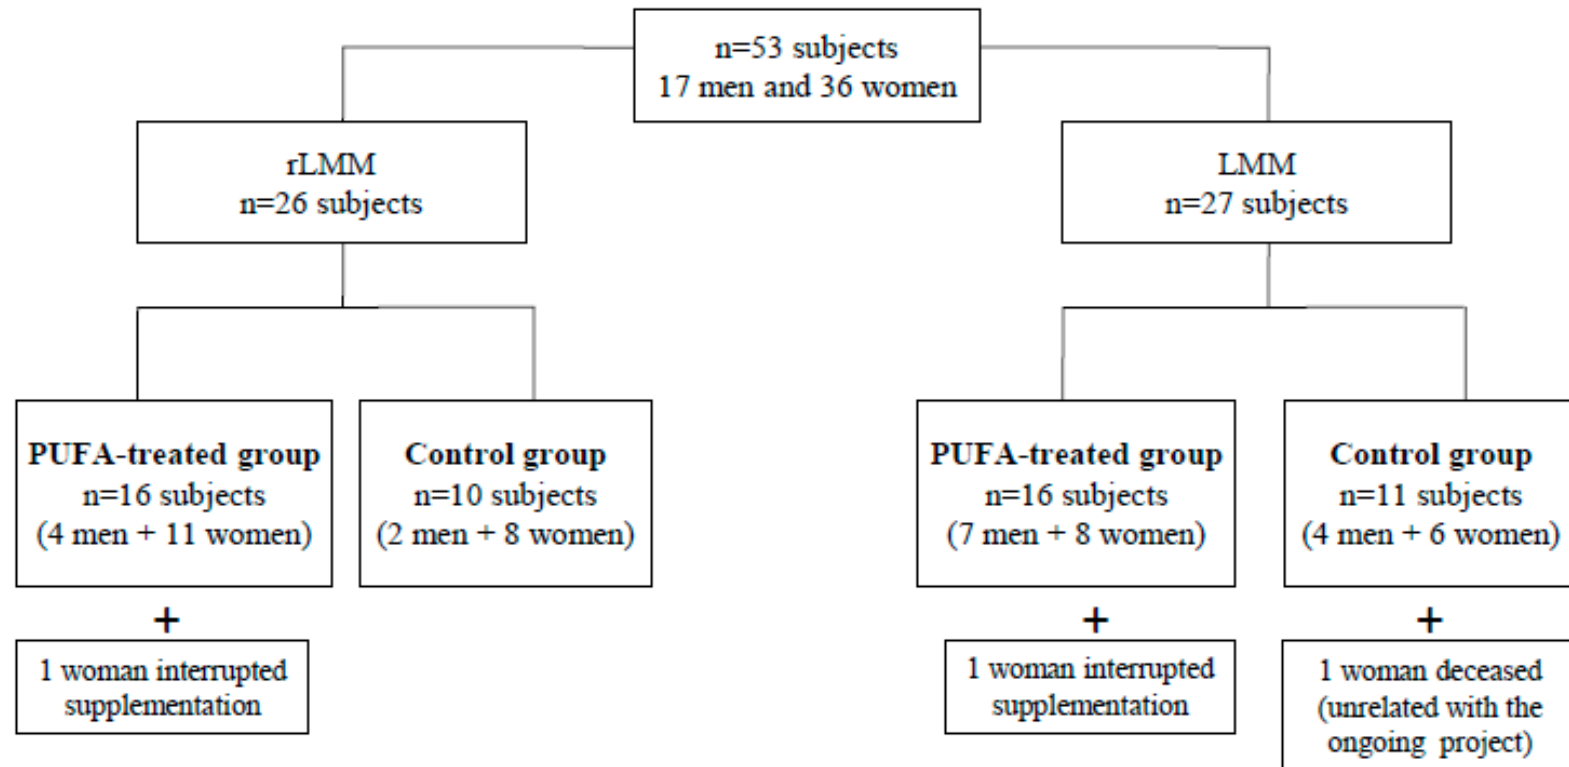 n=53 subjects
17 men and 36 women
rLMM
n=26 subjects
LMM
n=27 subjects
PUFA-treated group
n=16 subjects
(4 men + 11 women)
+
1 woman interrupted
supplementation
Control group
n=10 subjects
(2 men + 8 women)
PUFA-treated group
n=16 subjects
(7 men + 8 women)
+
1 woman interrupted
supplementation
Control group
n=11 subjects
(4 men + 6 women)
+
1 woman deceased
(unrelated with the
ongoing project)